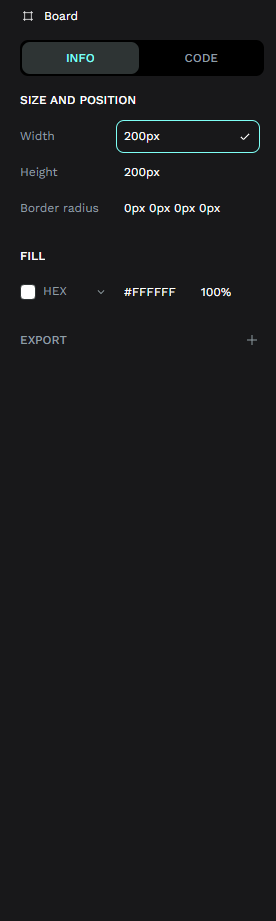 Board
INFO CODE
SIZE AND POSITION
Width 200px
Height 200px
Border radius 0px 0px 0px 0px
FILL
HEX #FFFFFF 100%
EXPORT